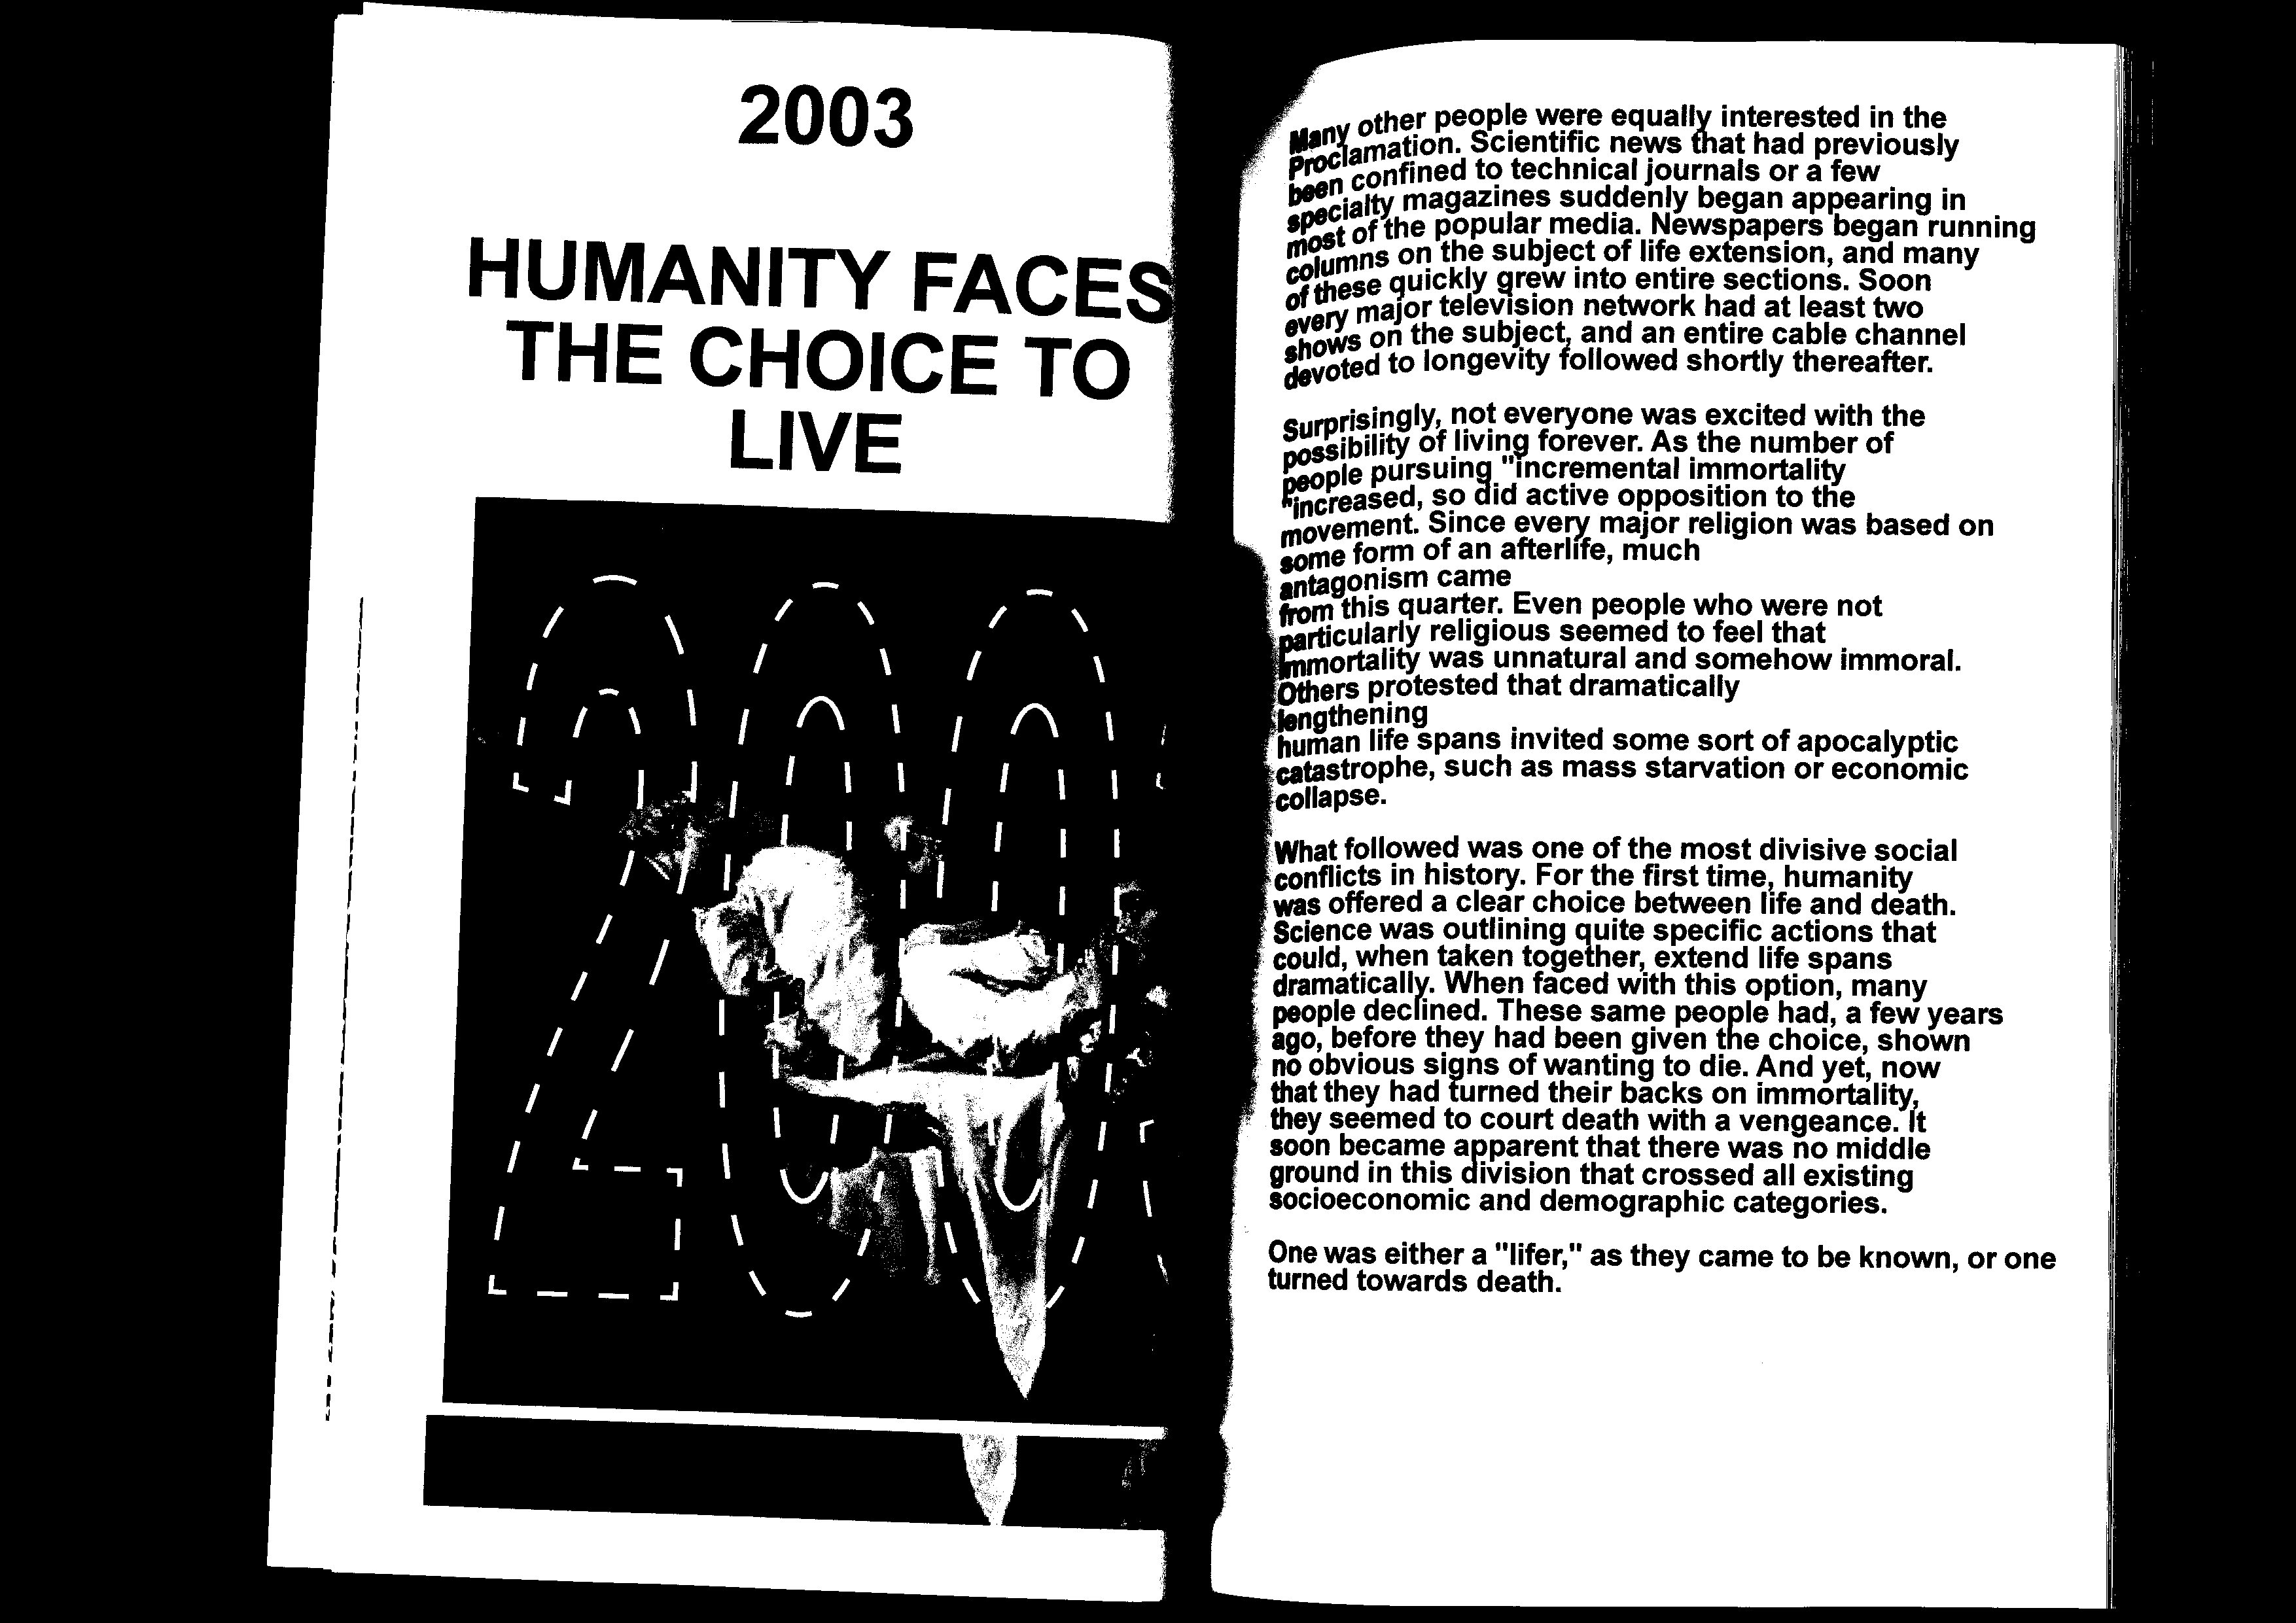 2003
HUMANITY FACES
THE CHOICE TO
LIVE
200
Many other people were equally interested in the
Proclamation. Scientific news that had previously
been confined to technical journals or a few
specialty magazines suddenly began appearing in
most of the popular media. Newspapers began running
columns on the subject of life extension, and many
of these quickly grew into entire sections. Soon
every major television network had at least two
shows on the subject, and an entire cable channel
devoted to longevity followed shortly thereafter.
Surprisingly, not everyone was excited with the
possibility of living forever. As the number of
people pursuing "incremental immortality
"increased, so did active opposition to the
movement. Since every major religion was based on
some form of an afterlife, much
antagonism came
from this quarter. Even people who were not
particularly religious seemed to feel that
immortality was unnatural and somehow immoral.
Others protested that dramatically
lengthening
human life spans invited some sort of apocalyptic
catastrophe, such as mass starvation or economic
collapse.
What followed was one of the most divisive social
conflicts in history. For the first time, humanity
was offered a clear choice between life and death.
Science was outlining quite specific actions that
could, when taken together, extend life spans
dramatically. When faced with this option, many
people declined. These same people had, a few years
ago, before they had been given the choice, shown
no obvious signs of wanting to die. And yet, now
that they had turned their backs on immortality,
they seemed to court death with a vengeance. It
soon became apparent that there was no middle
ground in this division that crossed all existing
socioeconomic and demographic categories.
One was either a "lifer," as they came to be known, or one
turned towards death.